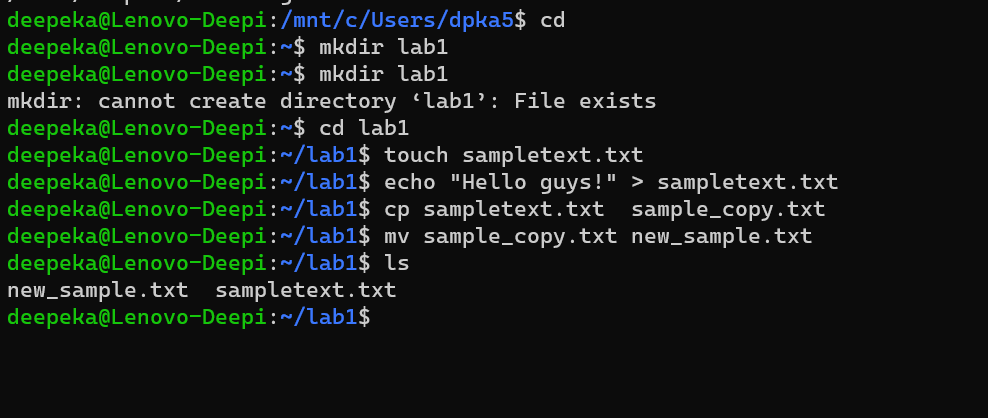 deepeka@Lenovo-Deepi:/mnt/c/Users/dpka5$ cd
deepeka@Lenovo-Deepi:~$ mkdir lab1
deepeka@Lenovo-Deepi:~$ mkdir lab1
mkdir: cannot create directory ‘lab1’: File exists
deepeka@Lenovo-Deepi:~$ cd lab1
deepeka@Lenovo-Deepi:~/lab1$ touch sampletext.txt
deepeka@Lenovo-Deepi:~/lab1$ echo "Hello guys!" > sampletext.txt
deepeka@Lenovo-Deepi:~/lab1$ cp sampletext.txt  sample_copy.txt
deepeka@Lenovo-Deepi:~/lab1$ mv sample_copy.txt new_sample.txt
deepeka@Lenovo-Deepi:~/lab1$ ls
new_sample.txt  sampletext.txt
deepeka@Lenovo-Deepi:~/lab1$